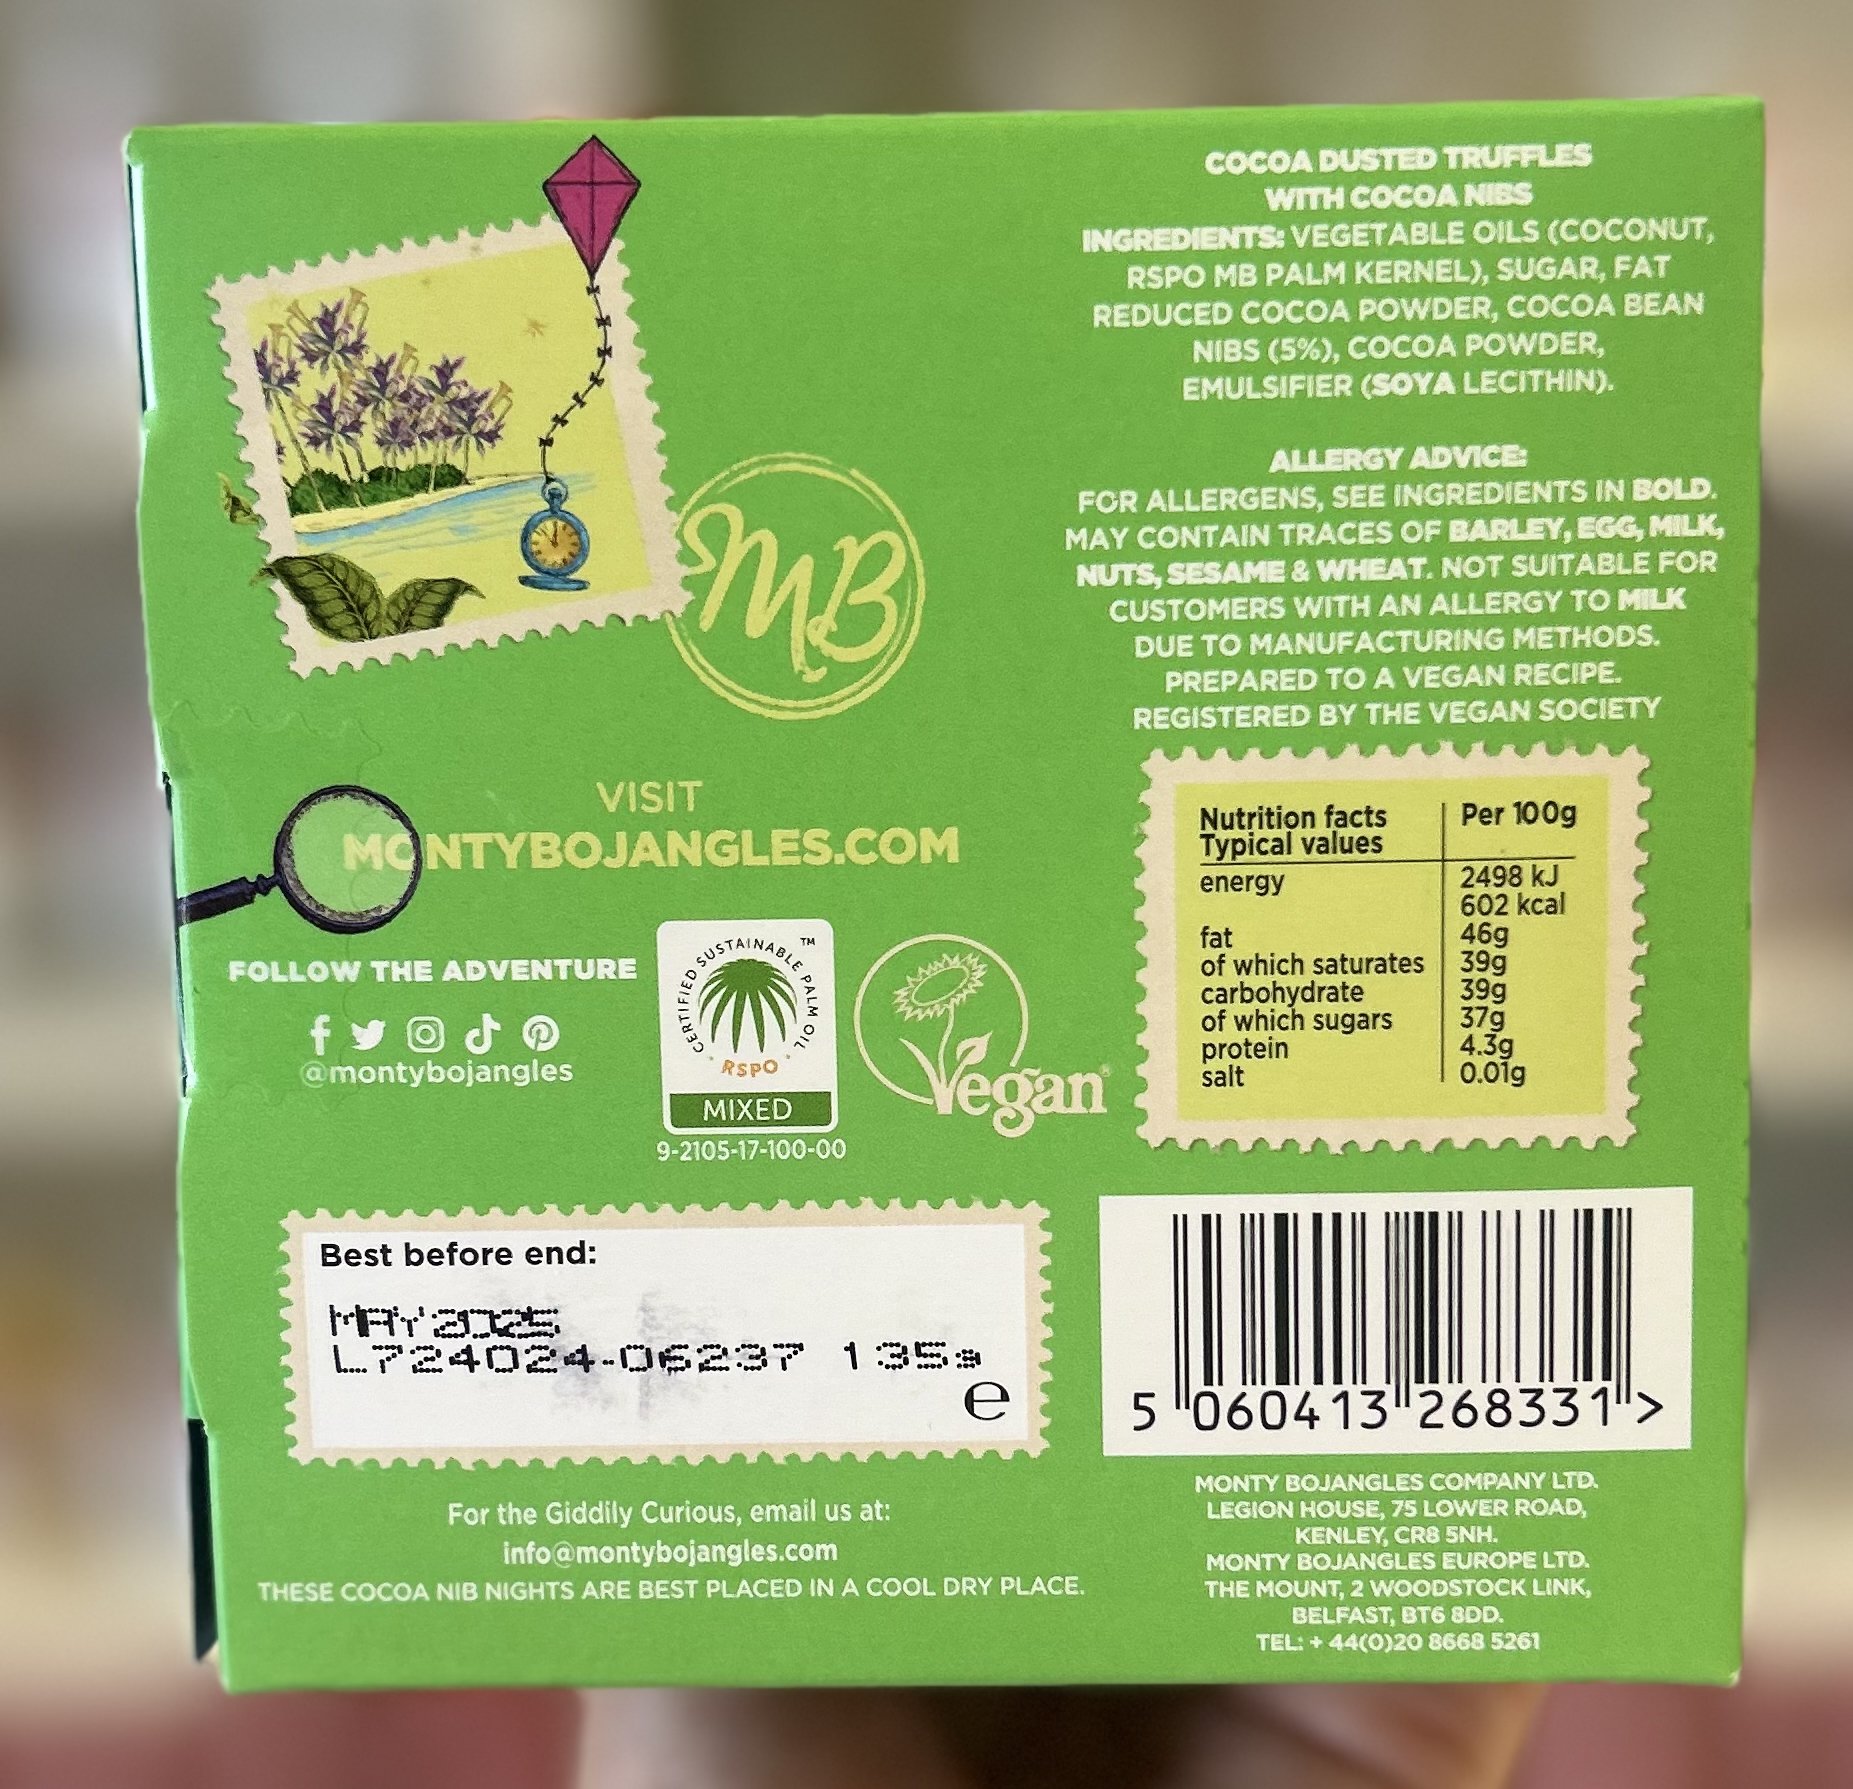 COCOA DUSTED TRUFFLES
WITH COCOA NIBS
INGREDIENTS: VEGETABLE OILS (COCONUT,
RSPO MB PALM KERNEL), SUGAR, FAT
REDUCED COCOA POWDER, COCOA BEAN
NIBS (5%), COCOA POWDER,
EMULSIFIER (SOYA LECITHIN).
ALLERGY ADVICE:
FOR ALLERGENS, SEE INGREDIENTS IN BOLD.
MAY CONTAIN TRACES OF BARLEY, EGG, MILK,
NUTS, SESAME & WHEAT. NOT SUITABLE FOR
CUSTOMERS WITH AN ALLERGY TO MILK
DUE TO MANUFACTURING METHODS.
PREPARED TO A VEGAN RECIPE.
REGISTERED BY THE VEGAN SOCIETY
MB
VISIT
MONTYBOJANGLES.COM
FOLLOW THE ADVENTURE
@montybojangles
CERTIFIED SUSTAINABLE PALM OIL ™
RSPO
MIXED
9-2105-17-100-00
Vegan®
Nutrition facts Per 100g
Typical values
energy 2498 kJ
602 kcal
fat 46g
of which saturates 39g
carbohydrate 39g
of which sugars 37g
protein 4.3g
salt 0.01g
Best before end:
MAY2025
L724024-06237 135g
e
5 060413 268331 >
For the Giddily Curious, email us at:
info@montybojangles.com
THESE COCOA NIB NIGHTS ARE BEST PLACED IN A COOL DRY PLACE.
MONTY BOJANGLES COMPANY LTD.
LEGION HOUSE, 75 LOWER ROAD,
KENLEY, CR8 5NH.
MONTY BOJANGLES EUROPE LTD.
THE MOUNT, 2 WOODSTOCK LINK,
BELFAST, BT6 8DD.
TEL: + 44(0)20 8668 5261